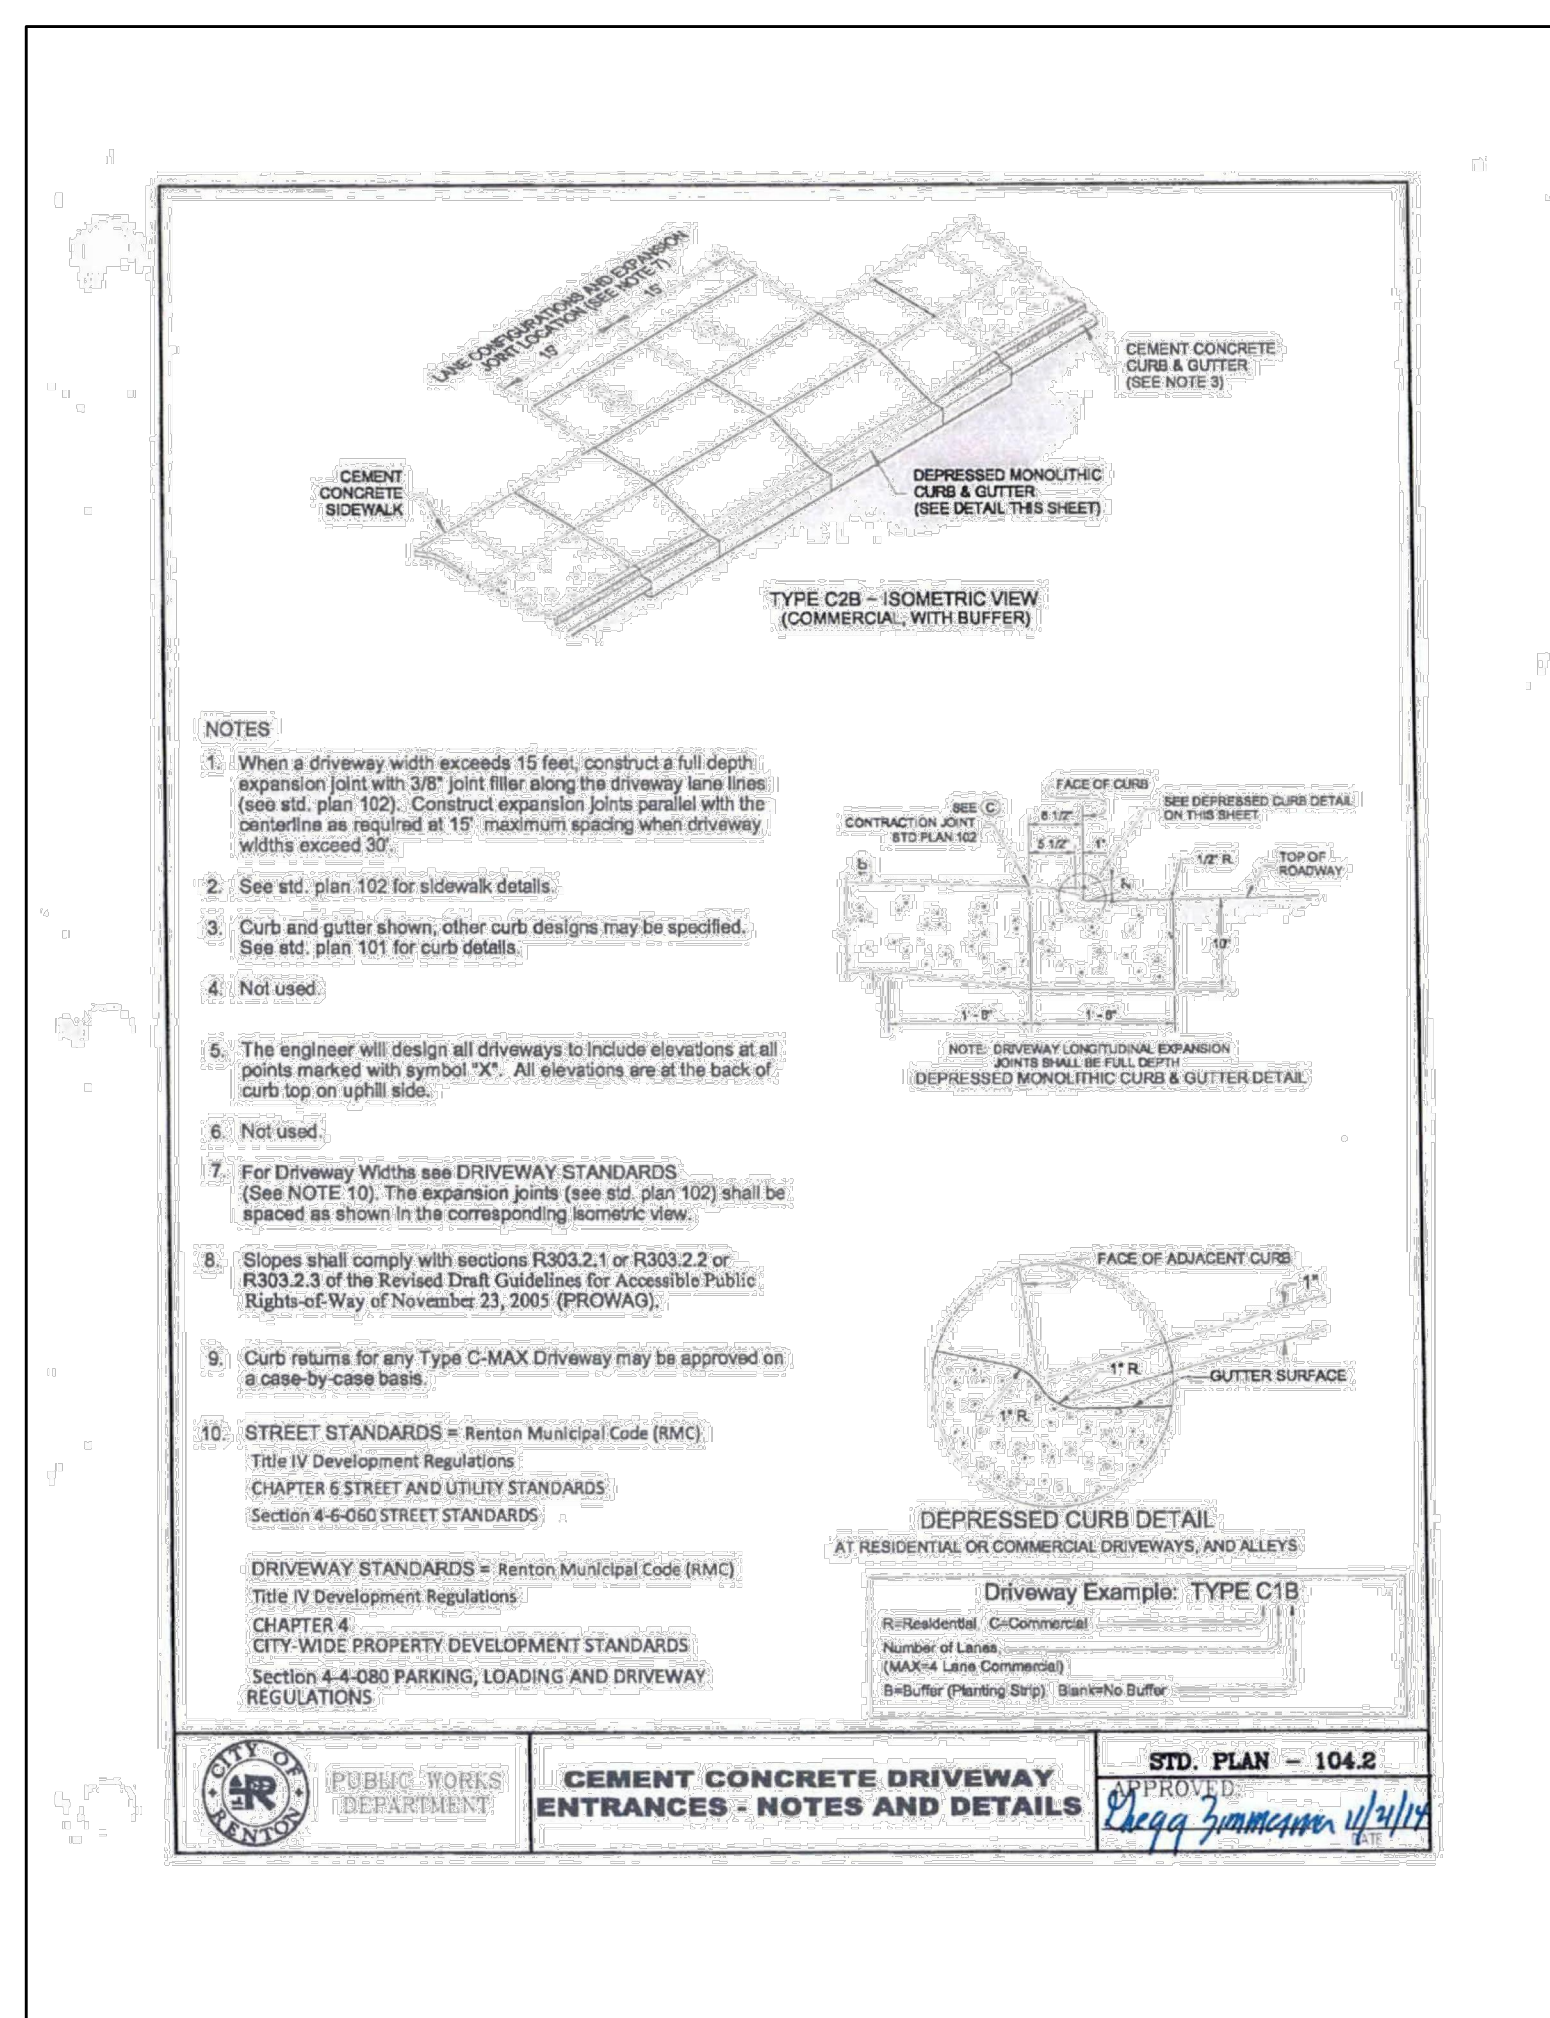 LANE CONFIGURATIONS AND EXPANSION
JOINT LOCATION (SEE NOTE 7)
15'
15'
CEMENT CONCRETE
CURB & GUTTER
(SEE NOTE 3)
CEMENT
CONCRETE
SIDEWALK
DEPRESSED MONOLITHIC
CURB & GUTTER
(SEE DETAIL THIS SHEET)
TYPE C2B – ISOMETRIC VIEW
(COMMERCIAL, WITH BUFFER)
NOTES
1. When a driveway width exceeds 15 feet, construct a full depth
expansion joint with 3/8" joint filler along the driveway lane lines
(see std. plan 102). Construct expansion joints parallel with the
centerline as required at 15' maximum spacing when driveway
widths exceed 30'.
2. See std. plan 102 for sidewalk details.
3. Curb and gutter shown, other curb designs may be specified.
See std. plan 101 for curb details.
4. Not used.
5. The engineer will design all driveways to include elevations at all
points marked with symbol "X". All elevations are at the back of
curb top on uphill side.
6. Not used.
7. For Driveway Widths see DRIVEWAY STANDARDS
(See NOTE 10). The expansion joints (see std. plan 102) shall be
spaced as shown in the corresponding isometric view.
8. Slopes shall comply with sections R303.2.1 or R303.2.2 or
R303.2.3 of the Revised Draft Guidelines for Accessible Public
Rights-of-Way of November 23, 2005 (PROWAG).
9. Curb returns for any Type C-MAX Driveway may be approved on
a case-by-case basis.
10. STREET STANDARDS = Renton Municipal Code (RMC)
Title IV Development Regulations
CHAPTER 6 STREET AND UTILITY STANDARDS
Section 4-6-060 STREET STANDARDS
DRIVEWAY STANDARDS = Renton Municipal Code (RMC)
Title IV Development Regulations
CHAPTER 4
CITY-WIDE PROPERTY DEVELOPMENT STANDARDS
Section 4-4-080 PARKING, LOADING AND DRIVEWAY
REGULATIONS
FACE OF CURB
SEE C
CONTRACTION JOINT
STD PLAN 102
6 1/2"
5 1/2"
1"
SEE DEPRESSED CURB DETAIL
ON THIS SHEET
1/2" R.
TOP OF
ROADWAY
10"
1' - 8"
1' - 8"
NOTE: DRIVEWAY LONGITUDINAL EXPANSION
JOINTS SHALL BE FULL DEPTH
DEPRESSED MONOLITHIC CURB & GUTTER DETAIL
FACE OF ADJACENT CURB
1"
1" R.
1" R.
GUTTER SURFACE
DEPRESSED CURB DETAIL
AT RESIDENTIAL OR COMMERCIAL DRIVEWAYS, AND ALLEYS
Driveway Example: TYPE C1B
R=Residential C=Commercial
Number of Lanes
(MAX=4 Lane Commercial)
B=Buffer (Planting Strip) Blank=No Buffer
CITY OF
RENTON
PUBLIC WORKS
DEPARTMENT
CEMENT CONCRETE DRIVEWAY
ENTRANCES - NOTES AND DETAILS
STD. PLAN – 104.2
APPROVED:
Gregg Zimmerman 11/21/14
DATE